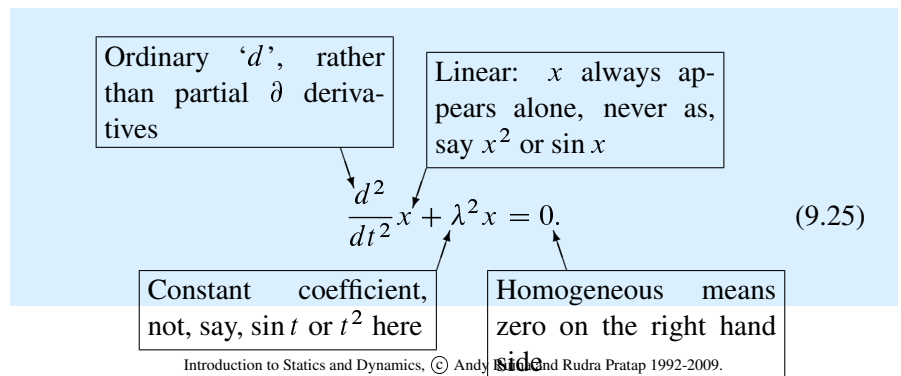 Ordinary ‘d’, rather
than partial ∂ deriva-
tives
Linear: x always ap-
pears alone, never as,
say x² or sin x
d²/dt² x + λ²x = 0. (9.25)
Constant coefficient,
not, say, sin t or t² here
Homogeneous means
zero on the right hand
side
Introduction to Statics and Dynamics, © Andy and Rudra Pratap 1992-2009.